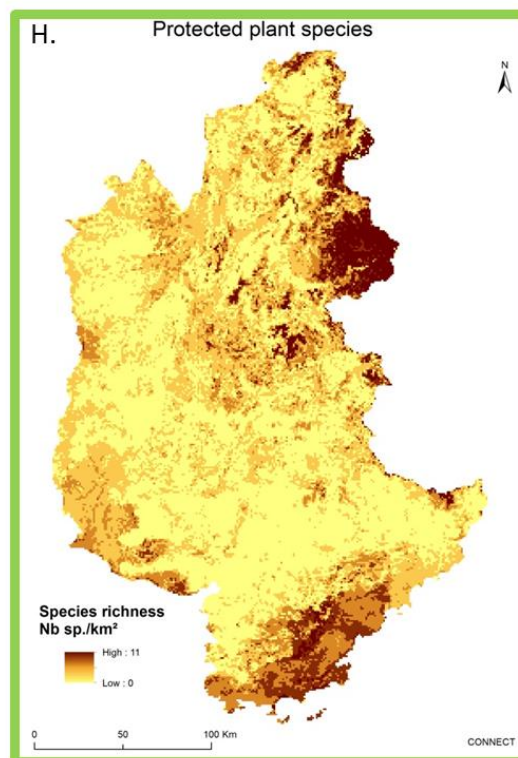 H.
Protected plant species
N
Species richness
Nb sp./km²
High : 11
Low : 0
0 50 100 Km
CONNECT